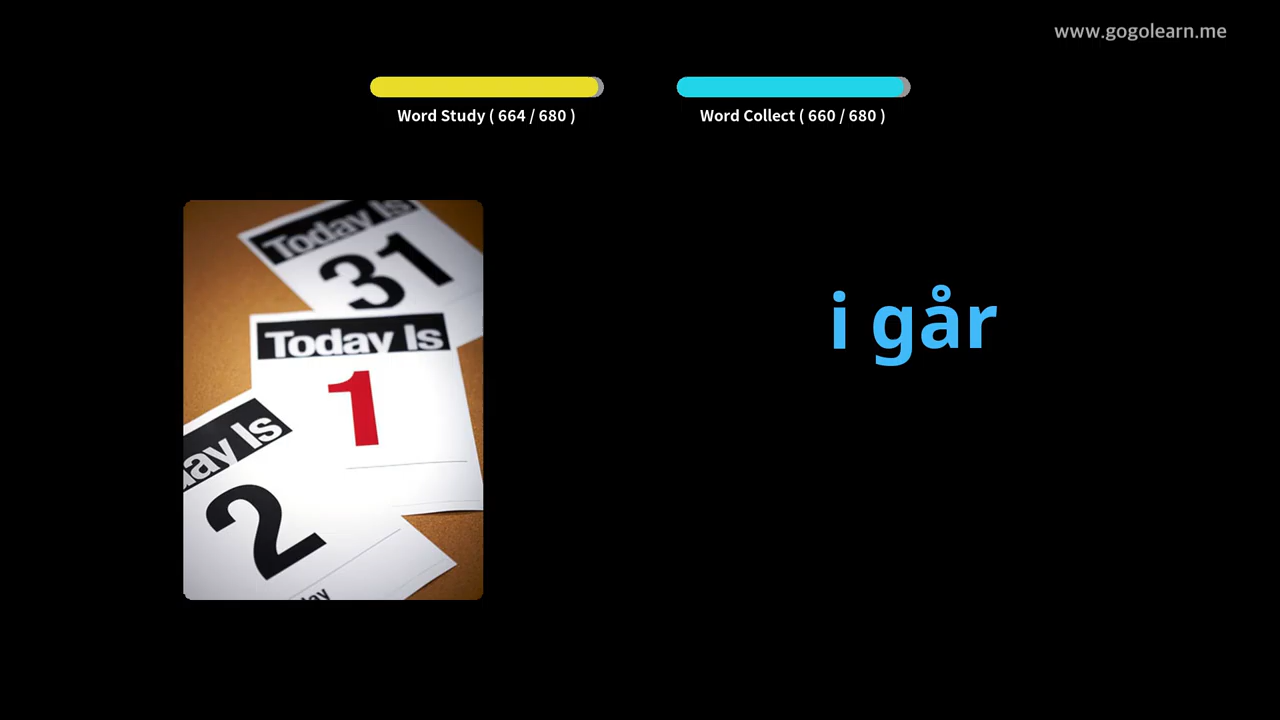 www.gogolearn.me
Word Study ( 664 / 680 )
Word Collect ( 660 / 680 )
Today Is
31
Today Is
1
i går
ay Is
2
ay